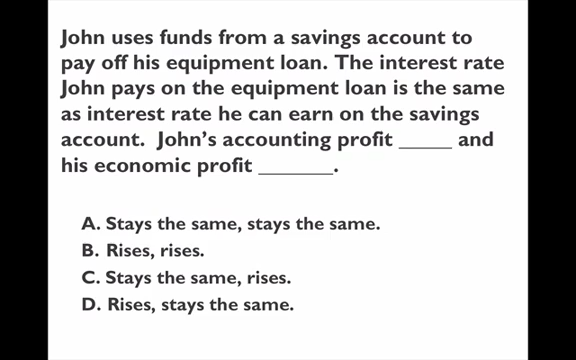 John uses funds from a savings account to
pay off his equipment loan. The interest rate
John pays on the equipment loan is the same
as interest rate he can earn on the savings
account. John's accounting profit _____ and
his economic profit _______.
A. Stays the same, stays the same.
B. Rises, rises.
C. Stays the same, rises.
D. Rises, stays the same.